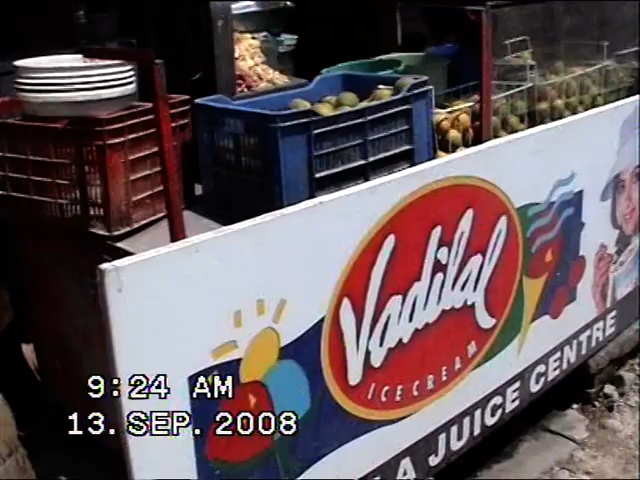 Vadilal
ICECREAM
A JUICE CENTRE
9:24 AM
13.SEP.2008